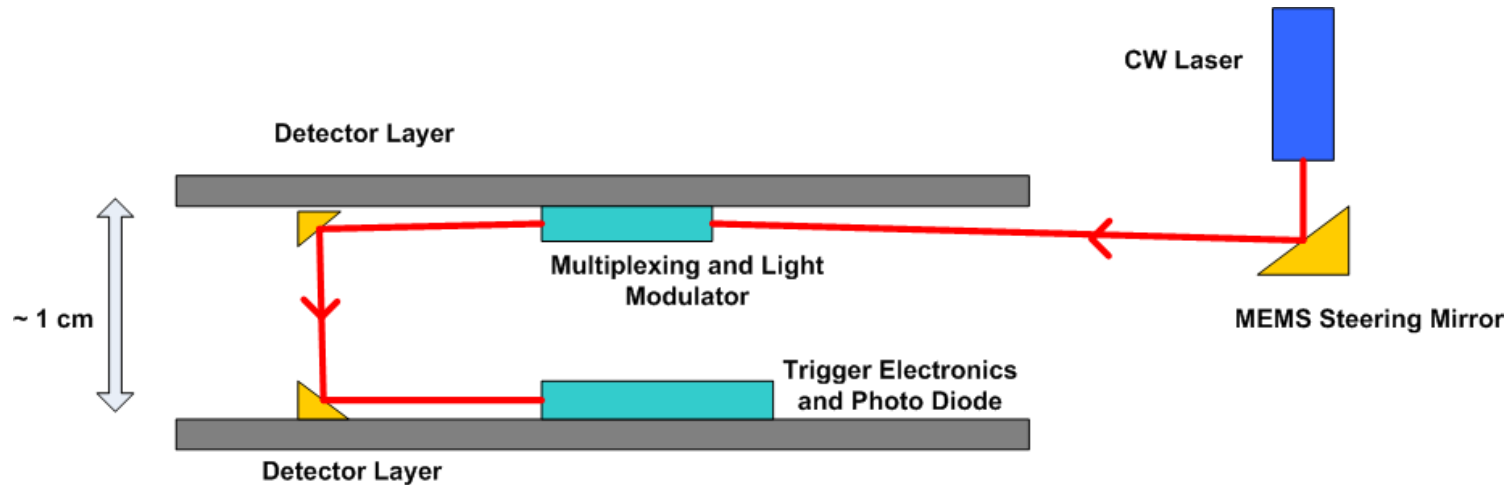 CW Laser
Detector Layer
Multiplexing and Light
Modulator
~ 1 cm
MEMS Steering Mirror
Trigger Electronics
and Photo Diode
Detector Layer